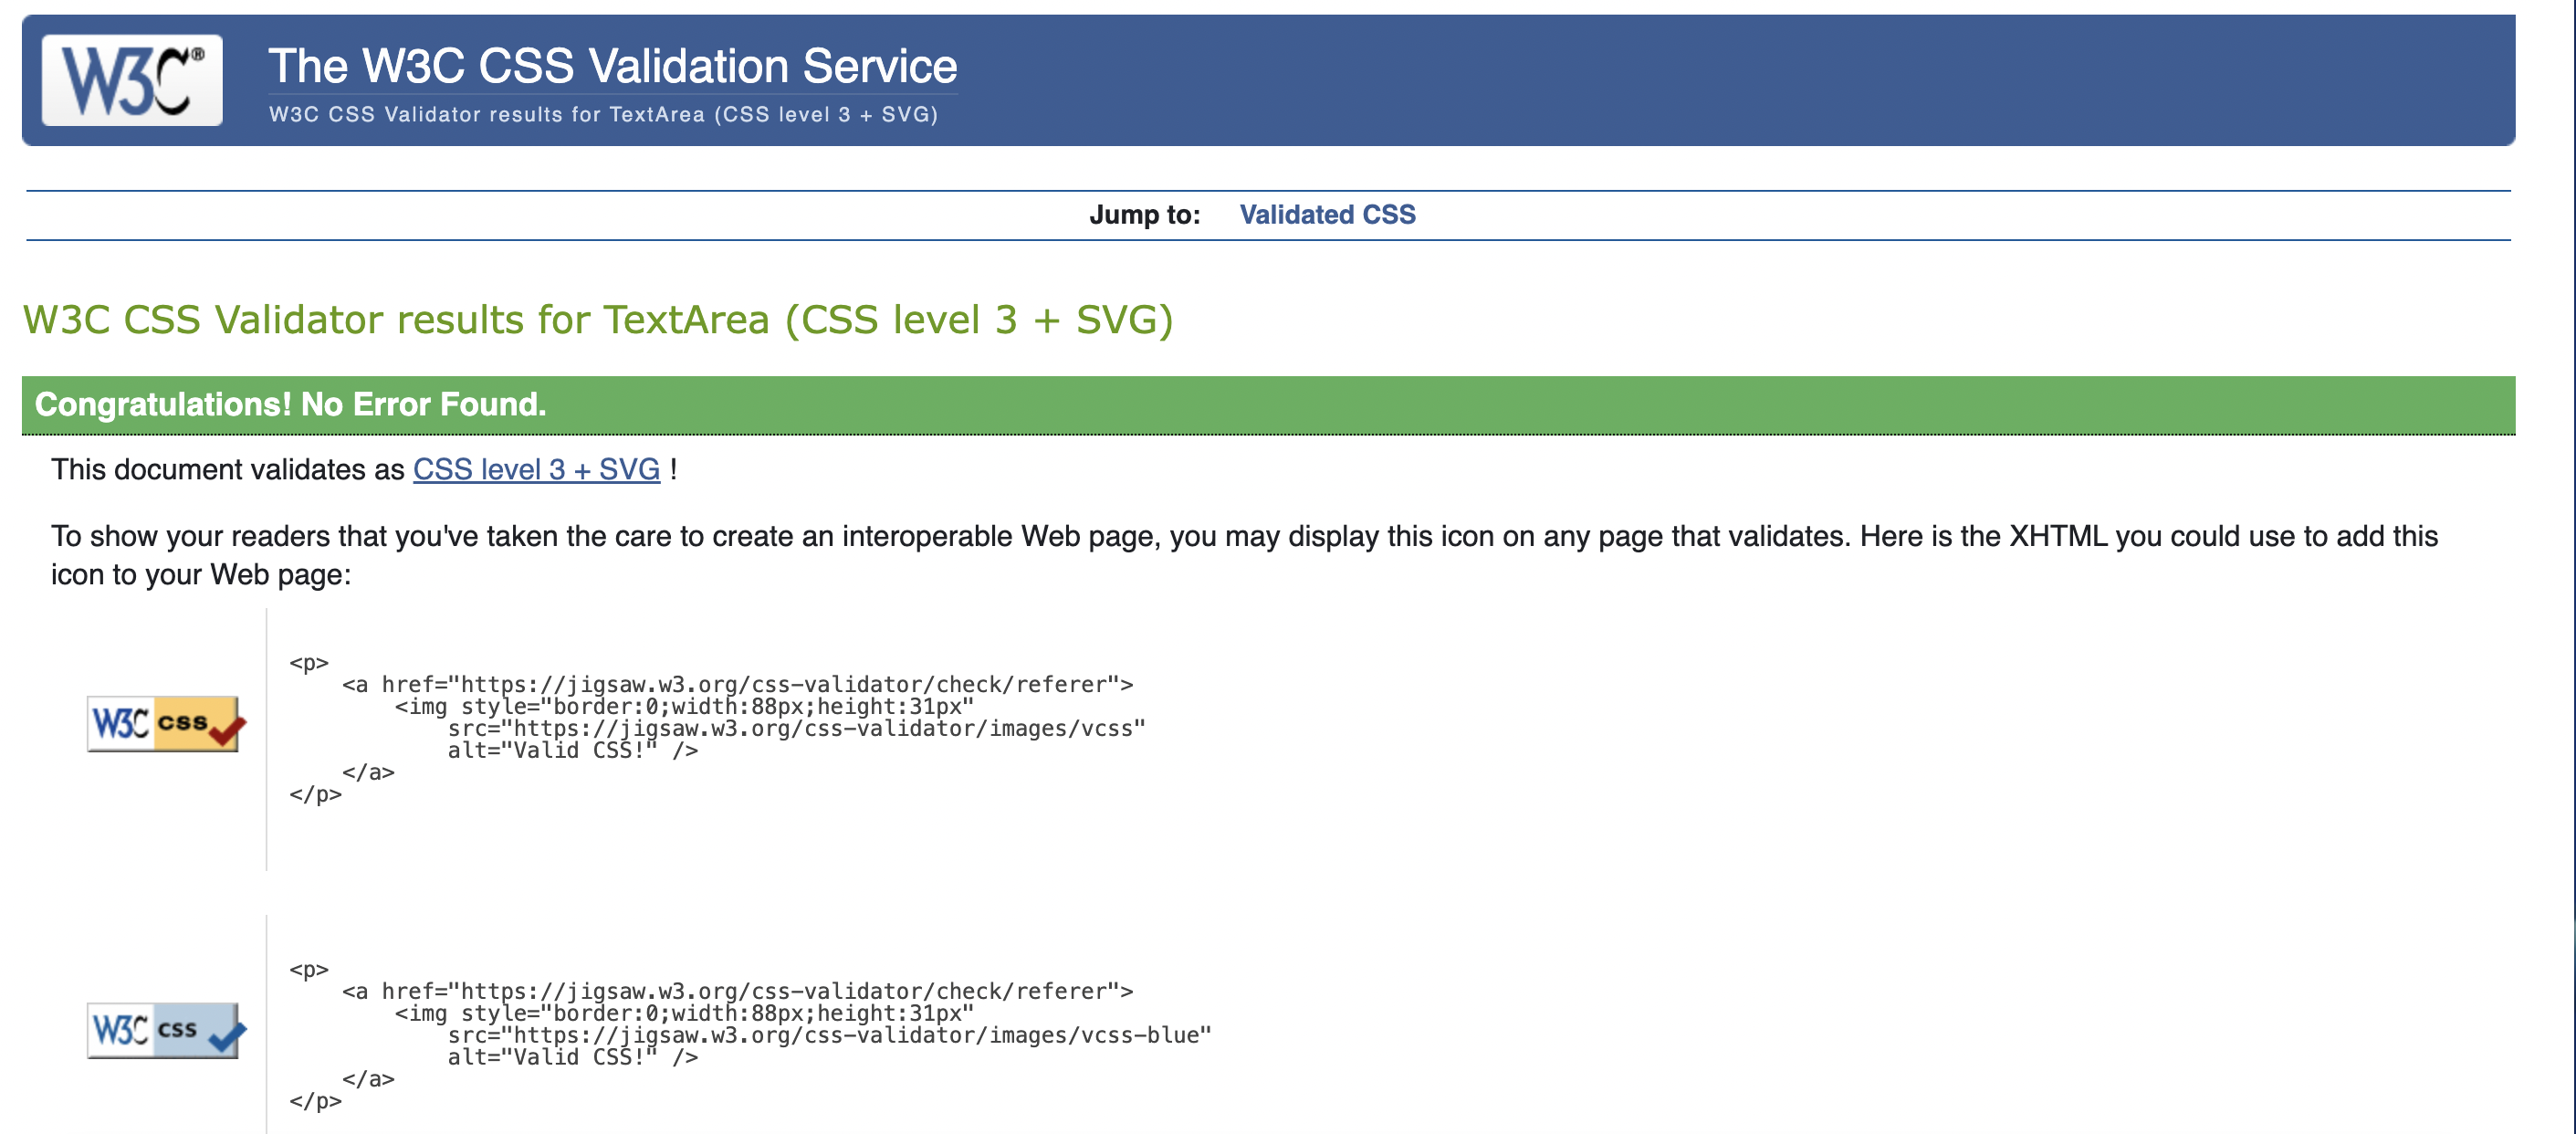 W3C®
The W3C CSS Validation Service
W3C CSS Validator results for TextArea (CSS level 3 + SVG)
Jump to: Validated CSS
W3C CSS Validator results for TextArea (CSS level 3 + SVG)
Congratulations! No Error Found.
This document validates as CSS level 3 + SVG !
To show your readers that you've taken the care to create an interoperable Web page, you may display this icon on any page that validates. Here is the XHTML you could use to add this
icon to your Web page:
W3C css
<p>
    <a href="https://jigsaw.w3.org/css-validator/check/referer">
        <img style="border:0;width:88px;height:31px"
            src="https://jigsaw.w3.org/css-validator/images/vcss"
            alt="Valid CSS!" />
    </a>
</p>
W3C css
<p>
    <a href="https://jigsaw.w3.org/css-validator/check/referer">
        <img style="border:0;width:88px;height:31px"
            src="https://jigsaw.w3.org/css-validator/images/vcss-blue"
            alt="Valid CSS!" />
    </a>
</p>